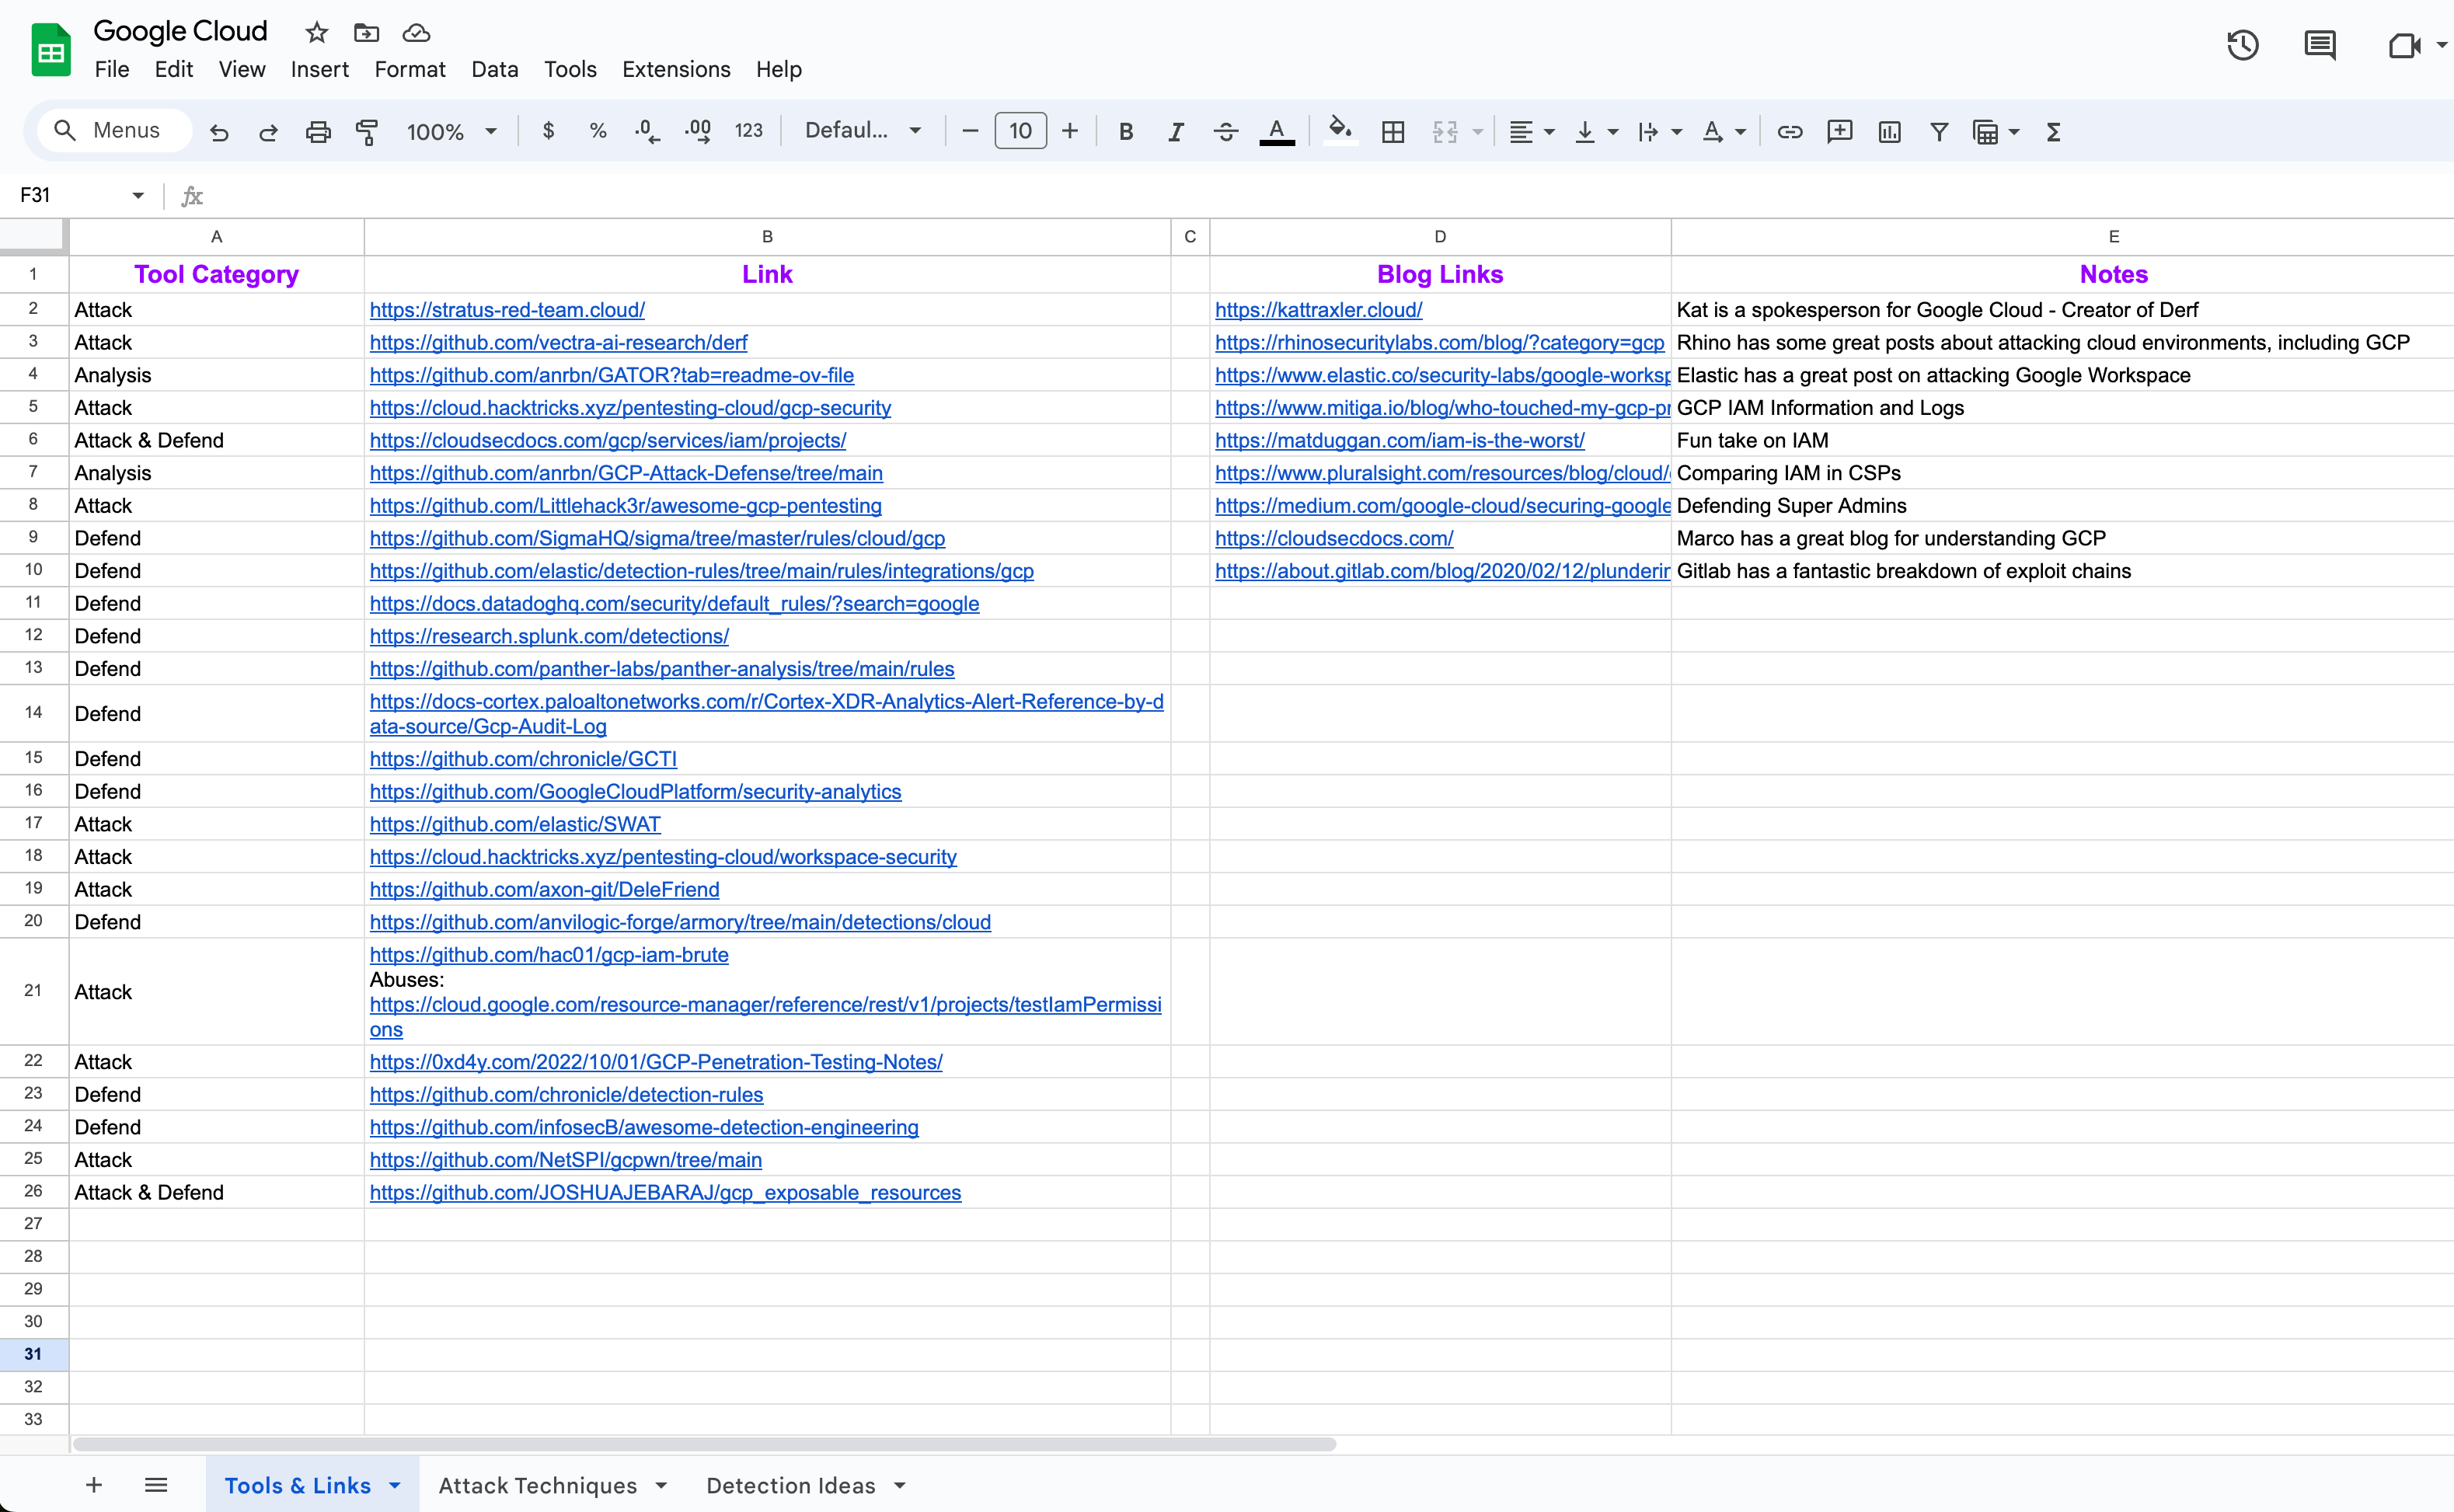 Google Cloud
File Edit View Insert Format Data Tools Extensions Help
Menus 100% $ % .0 .00 123 Defaul... 10 B I S A A Σ
F31 fx
A B C D E
1 Tool Category Link Blog Links Notes
2 Attack https://stratus-red-team.cloud/ https://kattraxler.cloud/ Kat is a spokesperson for Google Cloud - Creator of Derf
3 Attack https://github.com/vectra-ai-research/derf https://rhinosecuritylabs.com/blog/?category=gcp Rhino has some great posts about attacking cloud environments, including GCP
4 Analysis https://github.com/anrbn/GATOR?tab=readme-ov-file https://www.elastic.co/security-labs/google-worksp Elastic has a great post on attacking Google Workspace
5 Attack https://cloud.hacktricks.xyz/pentesting-cloud/gcp-security https://www.mitiga.io/blog/who-touched-my-gcp-pr GCP IAM Information and Logs
6 Attack & Defend https://cloudsecdocs.com/gcp/services/iam/projects/ https://matduggan.com/iam-is-the-worst/ Fun take on IAM
7 Analysis https://github.com/anrbn/GCP-Attack-Defense/tree/main https://www.pluralsight.com/resources/blog/cloud/ Comparing IAM in CSPs
8 Attack https://github.com/Littlehack3r/awesome-gcp-pentesting https://medium.com/google-cloud/securing-google Defending Super Admins
9 Defend https://github.com/SigmaHQ/sigma/tree/master/rules/cloud/gcp https://cloudsecdocs.com/ Marco has a great blog for understanding GCP
10 Defend https://github.com/elastic/detection-rules/tree/main/rules/integrations/gcp https://about.gitlab.com/blog/2020/02/12/plunderin Gitlab has a fantastic breakdown of exploit chains
11 Defend https://docs.datadoghq.com/security/default_rules/?search=google
12 Defend https://research.splunk.com/detections/
13 Defend https://github.com/panther-labs/panther-analysis/tree/main/rules
14 Defend https://docs-cortex.paloaltonetworks.com/r/Cortex-XDR-Analytics-Alert-Reference-by-d
ata-source/Gcp-Audit-Log
15 Defend https://github.com/chronicle/GCTI
16 Defend https://github.com/GoogleCloudPlatform/security-analytics
17 Attack https://github.com/elastic/SWAT
18 Attack https://cloud.hacktricks.xyz/pentesting-cloud/workspace-security
19 Attack https://github.com/axon-git/DeleFriend
20 Defend https://github.com/anvilogic-forge/armory/tree/main/detections/cloud
21 Attack https://github.com/hac01/gcp-iam-brute
Abuses:
https://cloud.google.com/resource-manager/reference/rest/v1/projects/testIamPermissi
ons
22 Attack https://0xd4y.com/2022/10/01/GCP-Penetration-Testing-Notes/
23 Defend https://github.com/chronicle/detection-rules
24 Defend https://github.com/infosecB/awesome-detection-engineering
25 Attack https://github.com/NetSPI/gcpwn/tree/main
26 Attack & Defend https://github.com/JOSHUAJEBARAJ/gcp_exposable_resources
27
28
29
30
31
32
33
Tools & Links Attack Techniques Detection Ideas